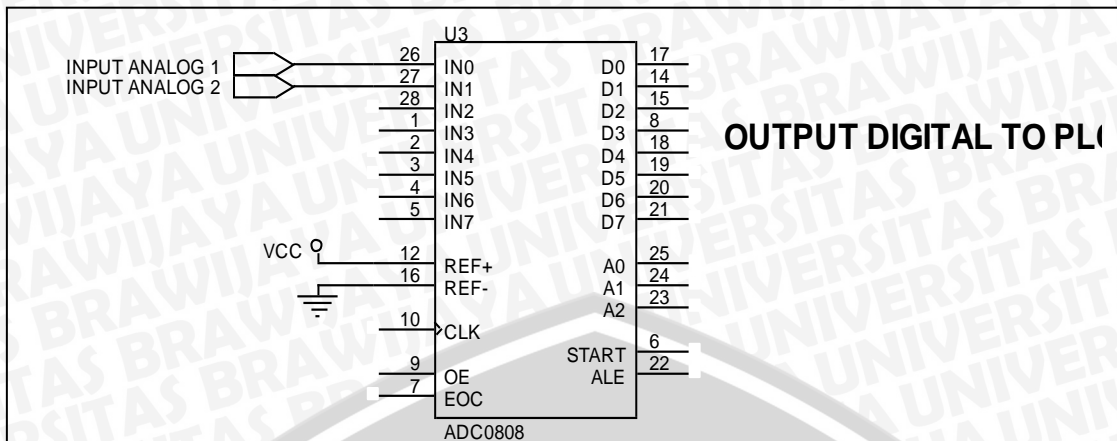 U3
INPUT ANALOG 1
INPUT ANALOG 2
26 IN0
27 IN1
28 IN2
1 IN3
2 IN4
3 IN5
4 IN6
5 IN7
VCC
12 REF+
16 REF-
10 CLK
9 OE
7 EOC
D0 17
D1 14
D2 15
D3 8
D4 18
D5 19
D6 20
D7 21
A0 25
A1 24
A2 23
START 6
ALE 22
ADC0808
OUTPUT DIGITAL TO
UNIVERSITAS BRAWIJAYA